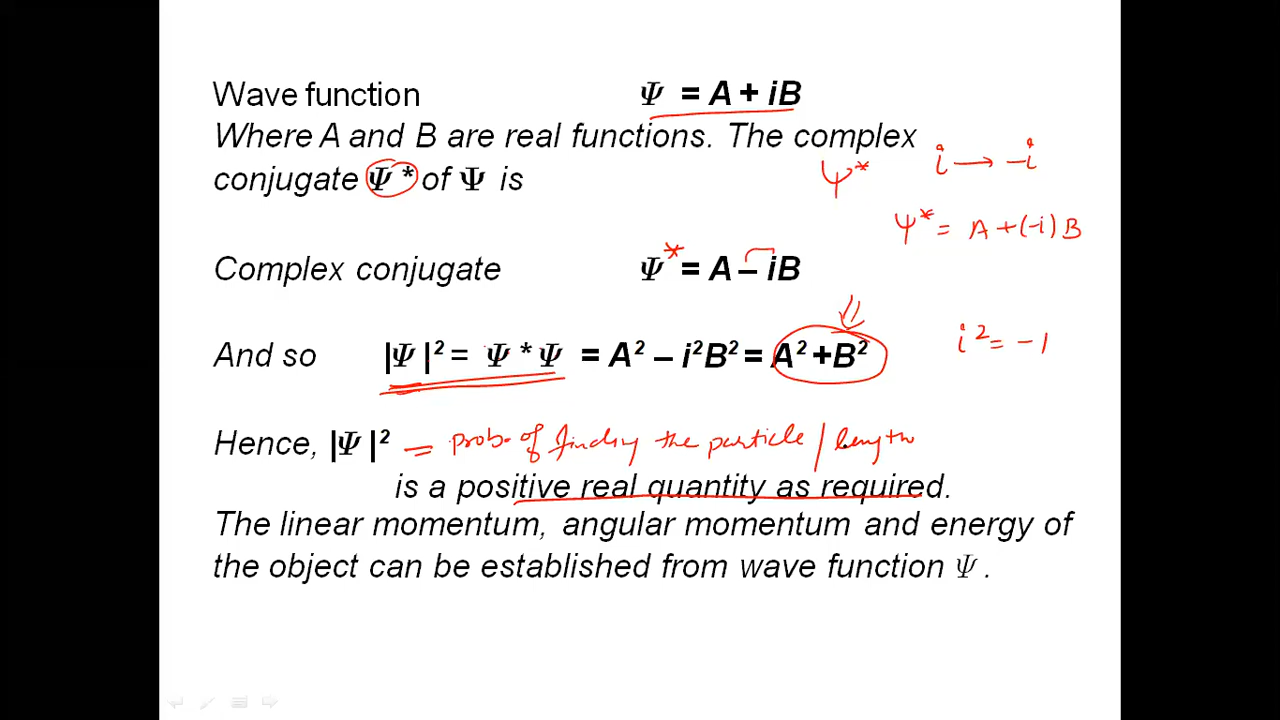 Wave function Ψ = A + iB
Where A and B are real functions. The complex
i → -i
conjugate Ψ* of Ψ is
Ψ*
Ψ* = A + (-i) B
Complex conjugate Ψ* = A – iB
And so |Ψ|² = Ψ*Ψ = A² – i²B² = A² +B²
i² = -1
Hence, |Ψ|² = prob. of finding the particle / length
is a positive real quantity as required.
The linear momentum, angular momentum and energy of
the object can be established from wave function Ψ .